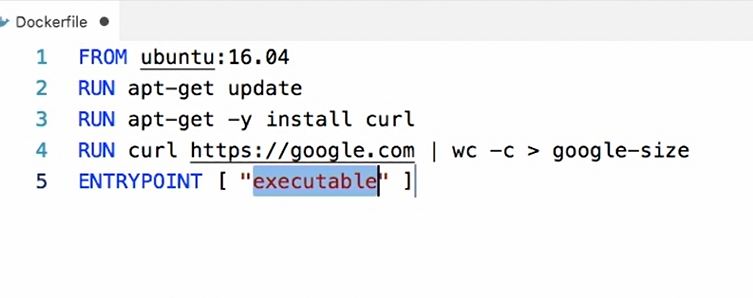 Dockerfile
1 FROM ubuntu:16.04
2 RUN apt-get update
3 RUN apt-get -y install curl
4 RUN curl https://google.com | wc -c > google-size
5 ENTRYPOINT [ "executable" ]